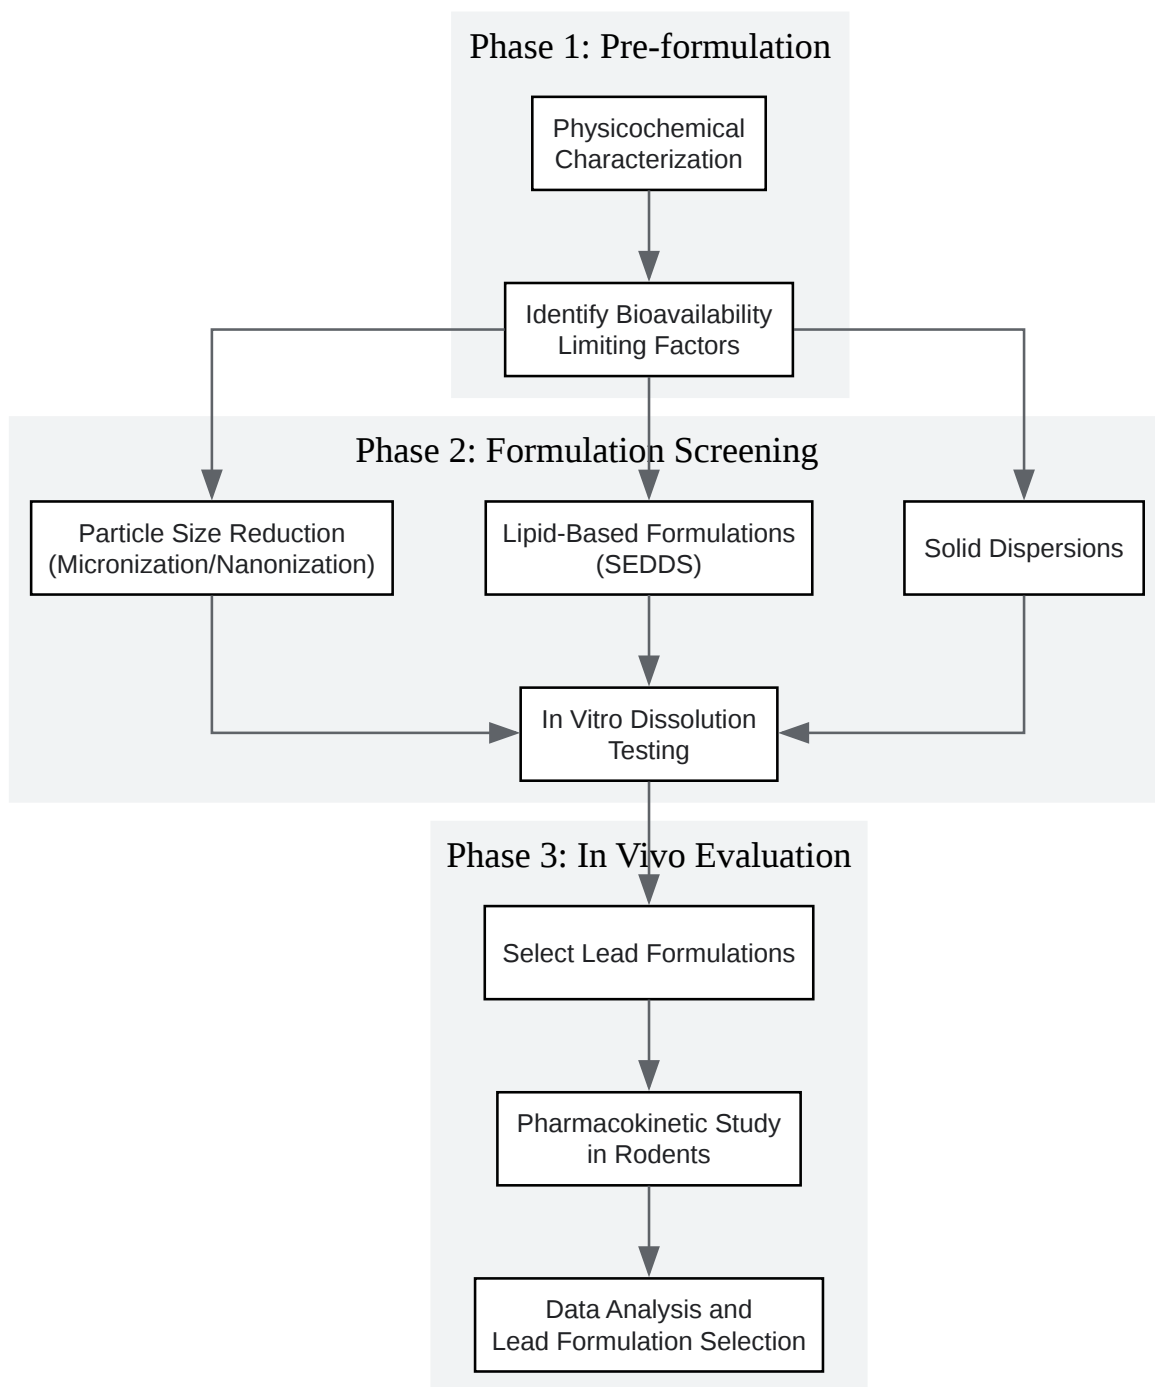 Phase 1: Pre-formulation
Physicochemical
Characterization
Identify Bioavailability
Limiting Factors
Phase 2: Formulation Screening
Particle Size Reduction
(Micronization/Nanonization)
Lipid-Based Formulations
(SEDDS)
Solid Dispersions
In Vitro Dissolution
Testing
Phase 3: In Vivo Evaluation
Select Lead Formulations
Pharmacokinetic Study
in Rodents
Data Analysis and
Lead Formulation Selection